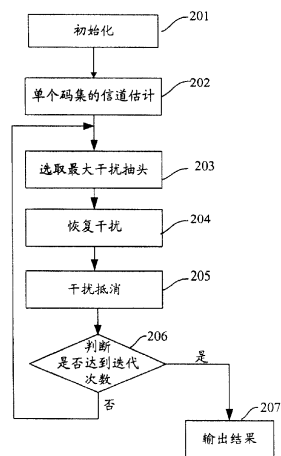 初始化
201
单个码集的信道估计
202
选取最大干扰抽头
203
恢复干扰
204
干扰抵消
205
判断
是否达到迭代
次数
206
是
否
207
输出结果